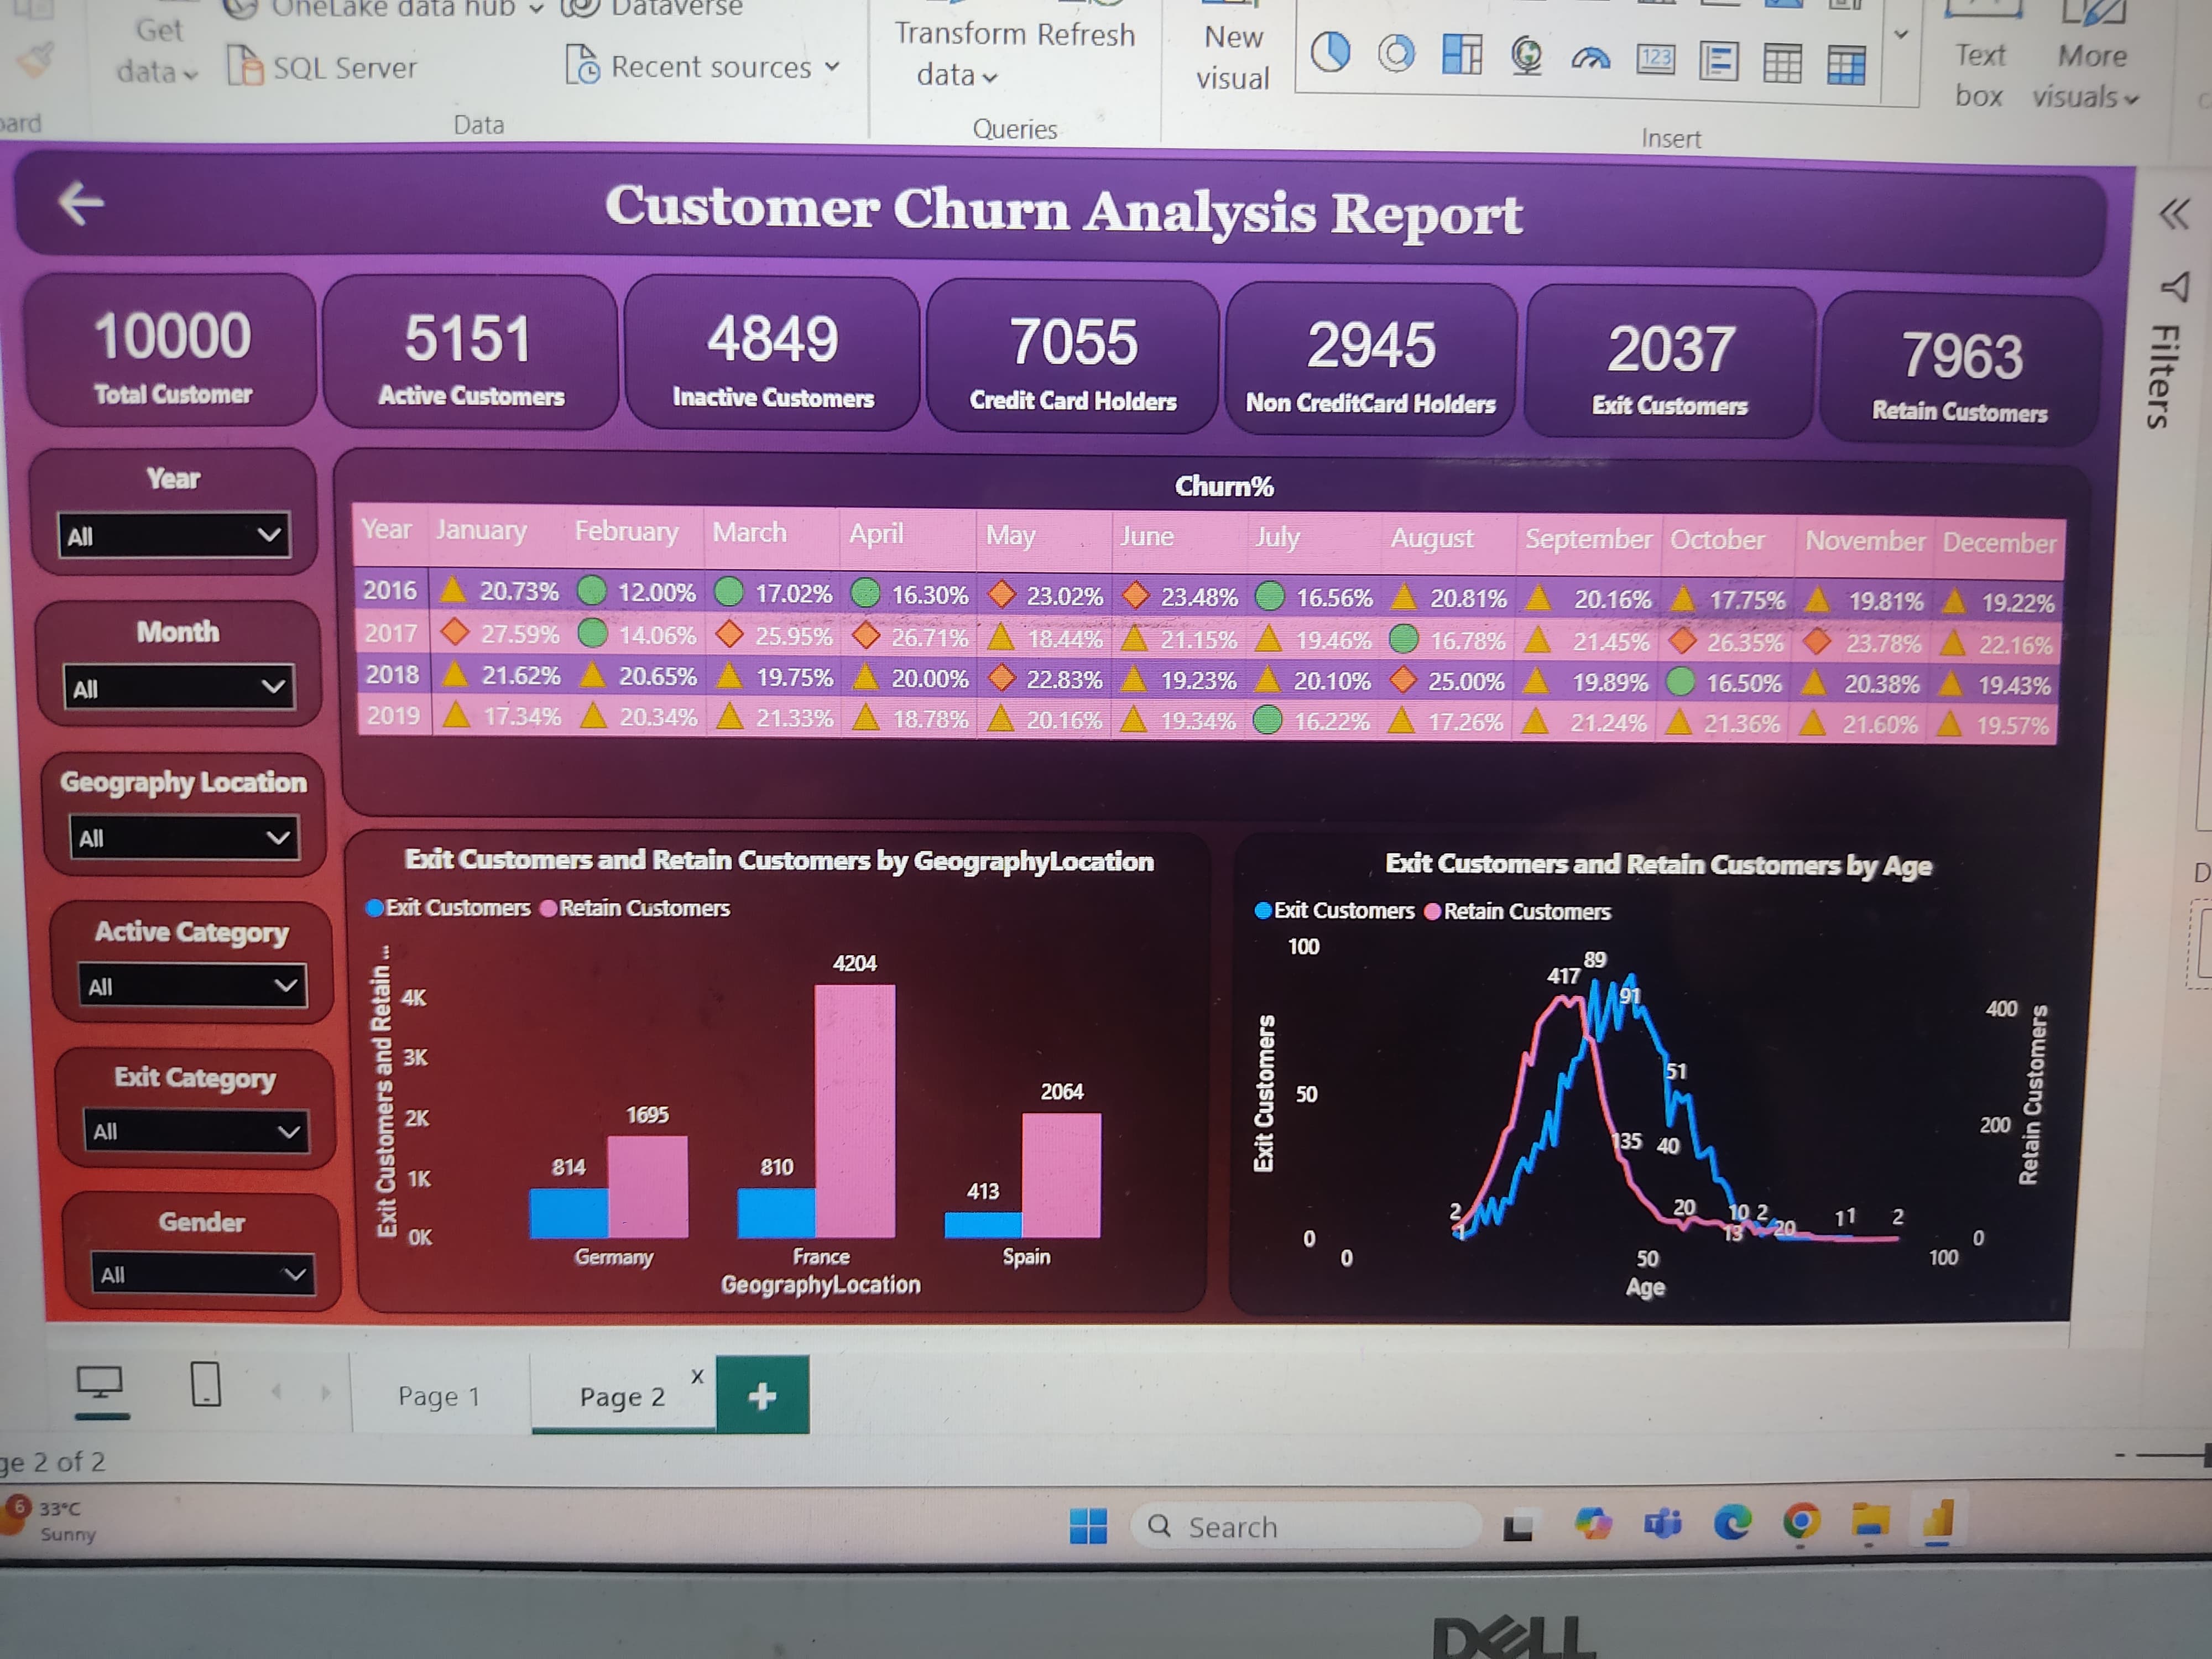 OneLake data hub
Dataverse
Get data
SQL Server
Recent sources
Data
Transform data
Refresh
Queries
New visual
123
Insert
Text box
More visuals
Customer Churn Analysis Report
Filters
10000
Total Customer
5151
Active Customers
4849
Inactive Customers
7055
Credit Card Holders
2945
Non CreditCard Holders
2037
Exit Customers
7963
Retain Customers
Year
All
Month
All
Geography Location
All
Active Category
All
Exit Category
All
Gender
All
Churn%
Year January February March April May June July August September October November December
2016 20.73% 12.00% 17.02% 16.30% 23.02% 23.48% 16.56% 20.81% 20.16% 17.75% 19.81% 19.22%
2017 27.59% 14.06% 25.95% 26.71% 18.44% 21.15% 19.46% 16.78% 21.45% 26.35% 23.78% 22.16%
2018 21.62% 20.65% 19.75% 20.00% 22.83% 19.23% 20.10% 25.00% 19.89% 16.50% 20.38% 19.43%
2019 17.34% 20.34% 21.33% 18.78% 20.16% 19.34% 16.22% 17.26% 21.24% 21.36% 21.60% 19.57%
Exit Customers and Retain Customers by GeographyLocation
Exit Customers Retain Customers
Exit Customers and Retain ...
4K
3K
2K
1K
0K
814
1695
810
4204
413
2064
Germany France Spain
GeographyLocation
Exit Customers and Retain Customers by Age
Exit Customers Retain Customers
Exit Customers
100
50
0
417
89
91
51
135
40
2
1
20
10
2
13
20
11
2
400
200
0
Retain Customers
0 50 100
Age
Page 1
Page 2
x
+
ge 2 of 2
6
33°C
Sunny
Search
DELL